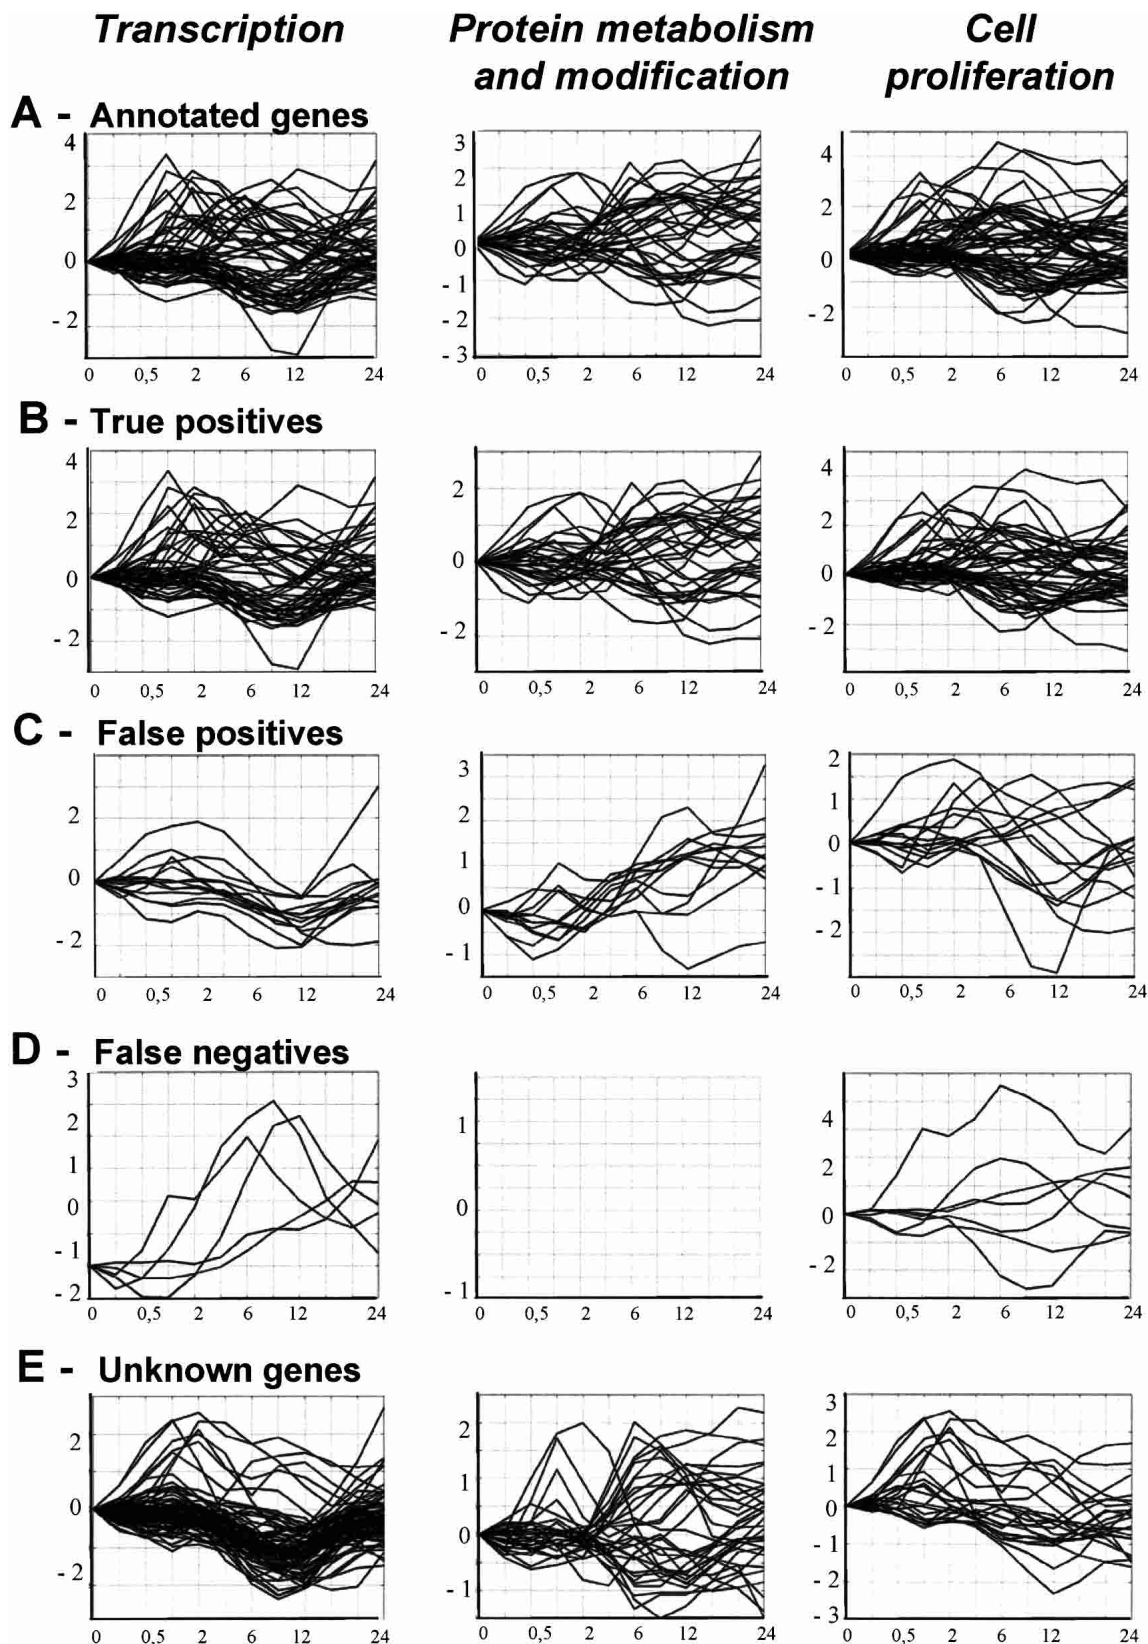 Transcription
Protein metabolism
and modification
Cell
proliferation
A - Annotated genes
4
2
0
- 2
0 0,5 2 6 12 24
3
2
1
0
- 1
- 2
- 3
0 0,5 2 6 12 24
4
2
0
- 2
0 0,5 2 6 12 24
B - True positives
4
2
0
- 2
0 0,5 2 6 12 24
2
0
- 2
0 0,5 2 6 12 24
4
2
0
- 2
0 0,5 2 6 12 24
C - False positives
2
0
- 2
0 0,5 2 6 12 24
3
2
1
0
- 1
0 0,5 2 6 12 24
2
1
0
- 1
- 2
0 0,5 2 6 12 24
D - False negatives
3
2
1
0
- 1
- 2
0 0,5 2 6 12 24
1
0
- 1
0 0,5 2 6 12 24
4
2
0
- 2
0 0,5 2 6 12 24
E - Unknown genes
2
0
- 2
0 0,5 2 6 12 24
2
1
0
- 1
0 0,5 2 6 12 24
3
2
1
0
- 1
- 2
- 3
0 0,5 2 6 12 24